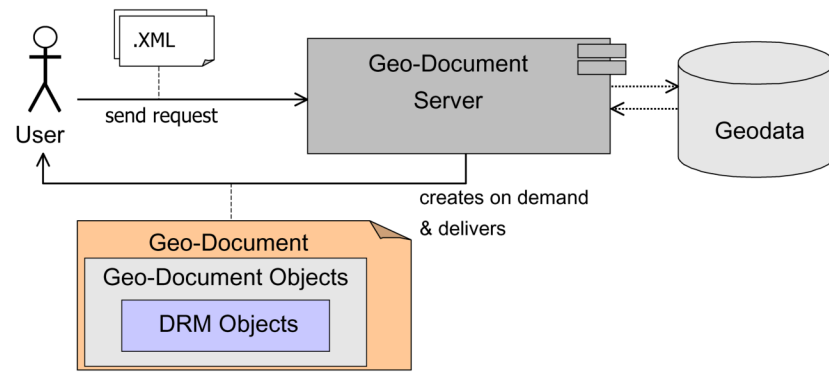 .XML
Geo-Document
Server
send request
User
Geodata
creates on demand
& delivers
Geo-Document
Geo-Document Objects
DRM Objects